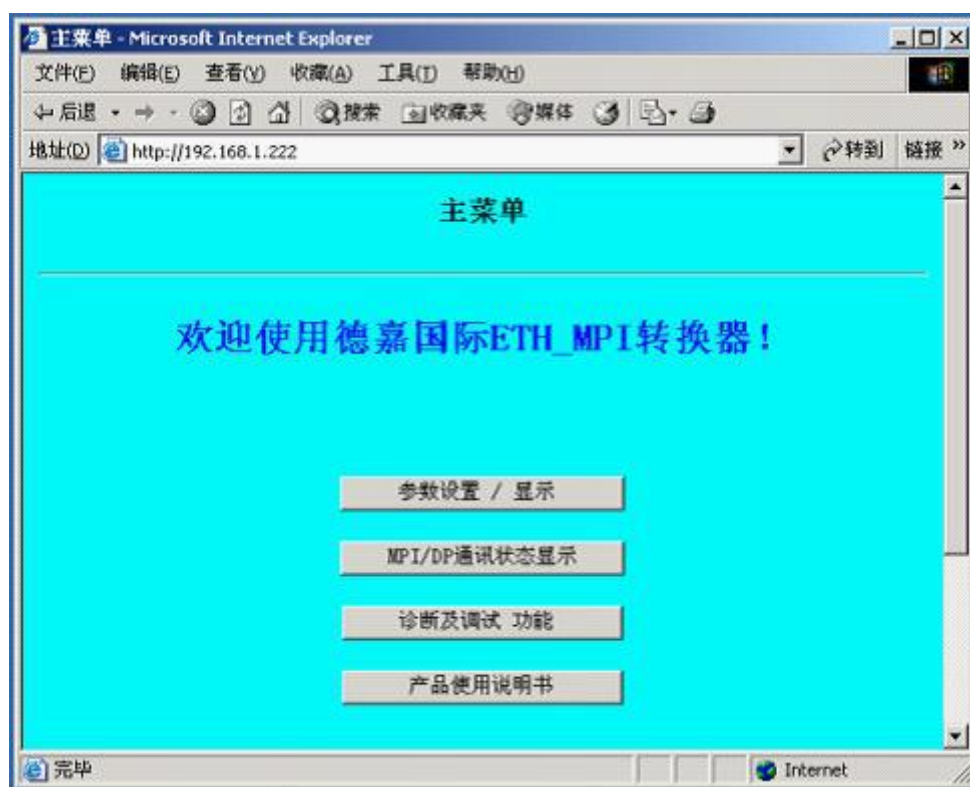 主菜单 - Microsoft Internet Explorer
文件(F) 编辑(E) 查看(V) 收藏(A) 工具(T) 帮助(H)
后退 搜索 收藏夹 媒体
地址(D) http://192.168.1.222 转到 链接 »
主菜单
欢迎使用德嘉国际ETH_MPI转换器!
参数设置 / 显示
MPI/DP通讯状态显示
诊断及调试 功能
产品使用说明书
完毕 Internet